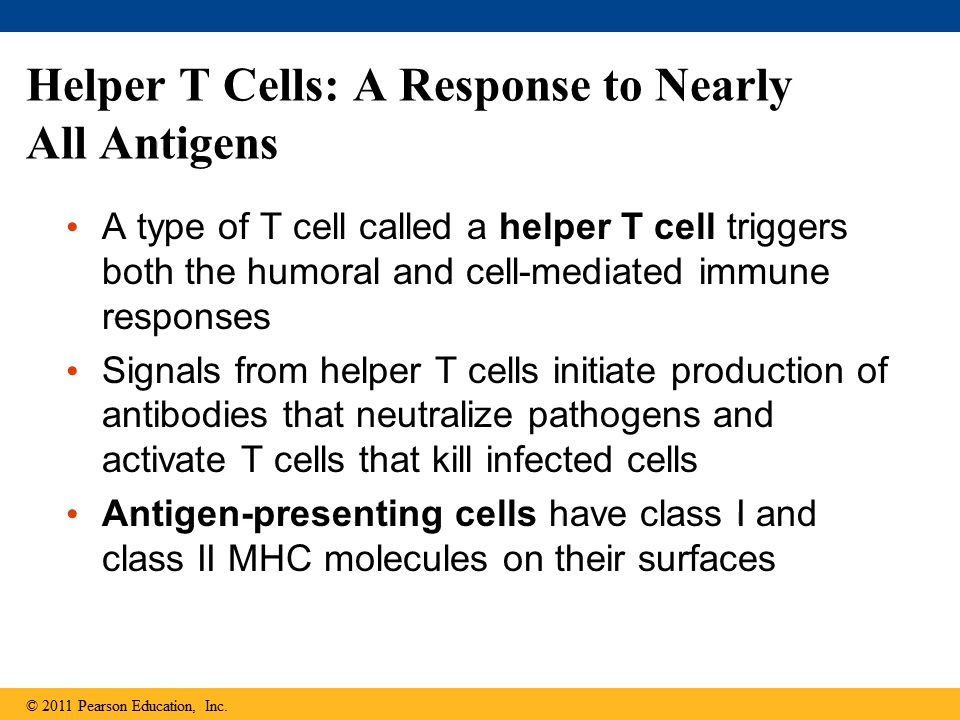 Helper T Cells: A Response to Nearly
All Antigens
• A type of T cell called a helper T cell triggers
both the humoral and cell-mediated immune
responses
• Signals from helper T cells initiate production of
antibodies that neutralize pathogens and
activate T cells that kill infected cells
• Antigen-presenting cells have class I and
class II MHC molecules on their surfaces
© 2011 Pearson Education, Inc.